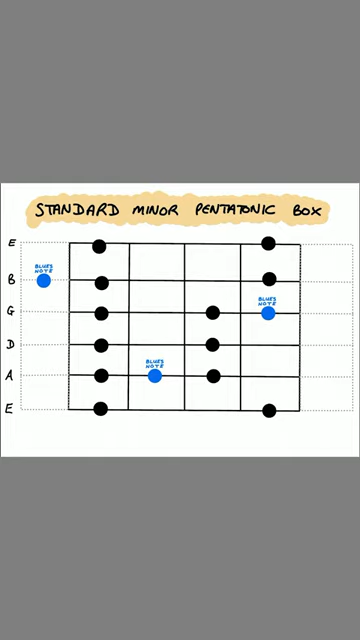 STANDARD MINOR PENTATONIC BOX
E
BLUES
NOTE
B
BLUES
NOTE
G
D
BLUES
NOTE
A
E